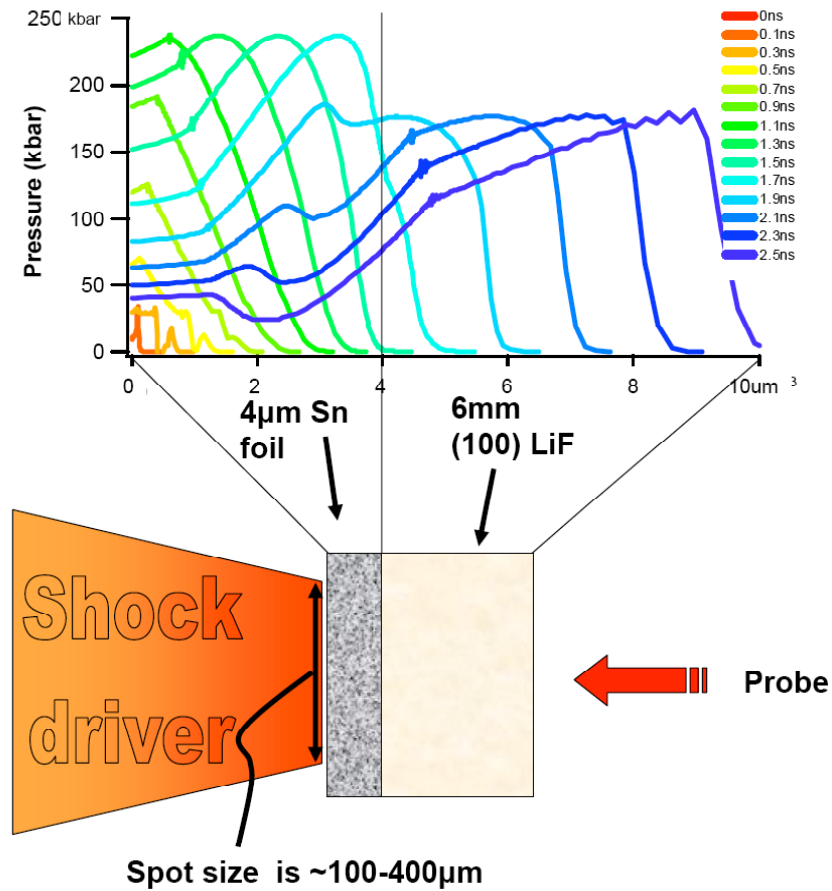 250 kbar
200
150
100
50
0
Pressure (kbar)
0
2
4
6
8
10um 3
0ns
0.1ns
0.3ns
0.5ns
0.7ns
0.9ns
1.1ns
1.3ns
1.5ns
1.7ns
1.9ns
2.1ns
2.3ns
2.5ns
4µm Sn
foil
6mm
(100) LiF
Shock
driver
Probe
Spot size is ~100-400µm